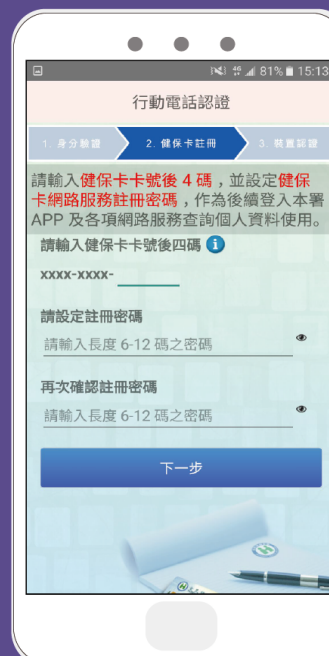 4G 81% 15:13
行動電話認證
1. 身分驗證 2. 健保卡註冊 3. 裝置認證
請輸入健保卡卡號後 4 碼，並設定健保
卡網路服務註冊密碼，作為後續登入本署
APP 及各項網路服務查詢個人資料使用。
請輸入健保卡卡號後四碼 i
xxxx-xxxx-
請設定註冊密碼
請輸入長度 6-12 碼之密碼
再次確認註冊密碼
請輸入長度 6-12 碼之密碼
下一步